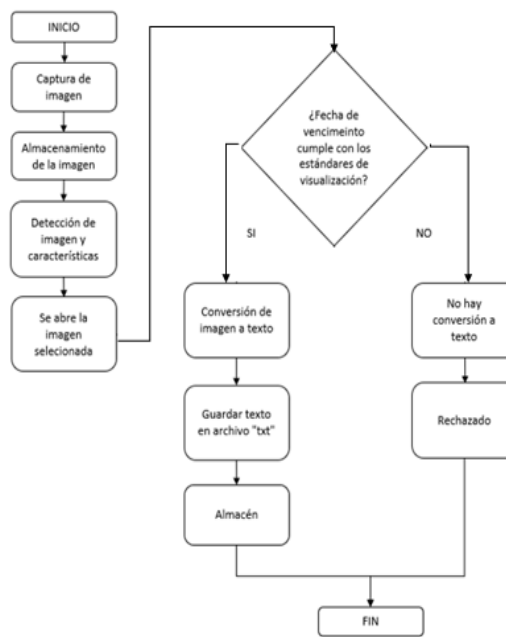 INICIO
Captura de
imagen
Almacenamiento
de la imagen
Detección de
imagen y
características
Se abre la
imagen
selecionada
¿Fecha de
vencimeinto
cumple con los
estándares de
visualización?
SI
NO
Conversión de
imagen a texto
No hay
conversión a
texto
Guardar texto
en archivo "txt"
Rechazado
Almacén
FIN